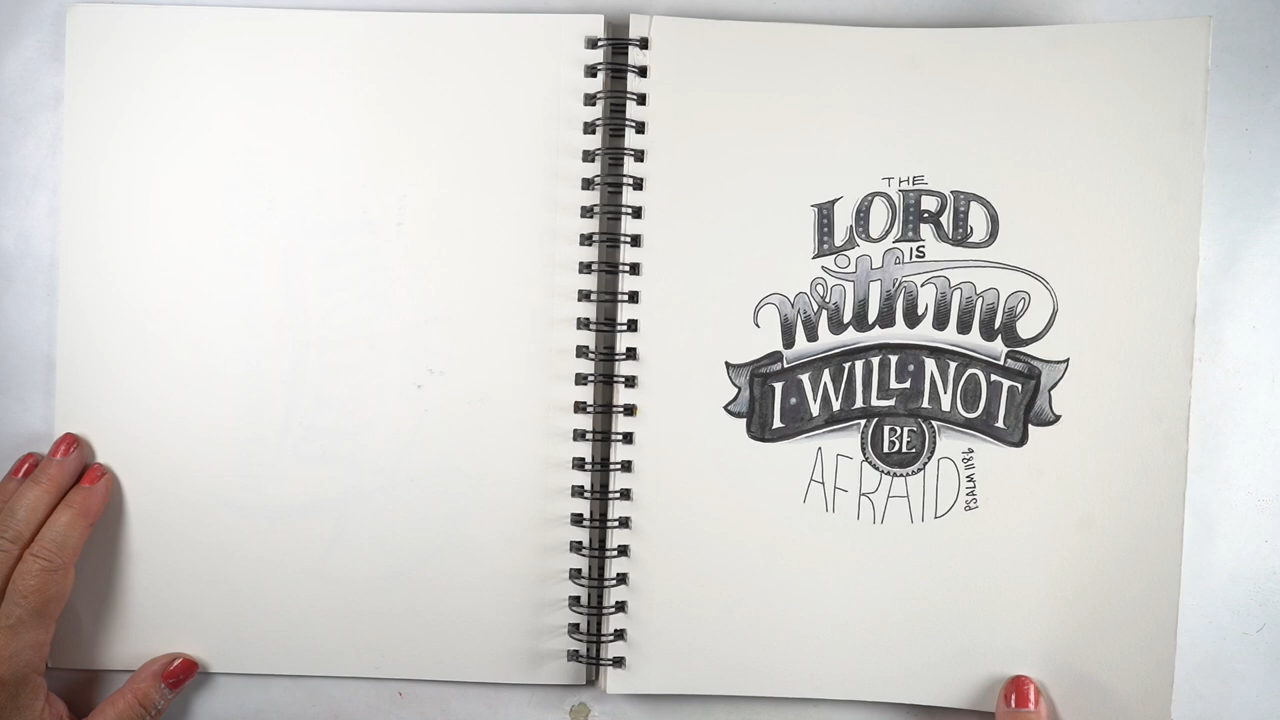 THE
LORD
IS
with me
I WILL NOT
BE
AFRAID
PSALM 118:6